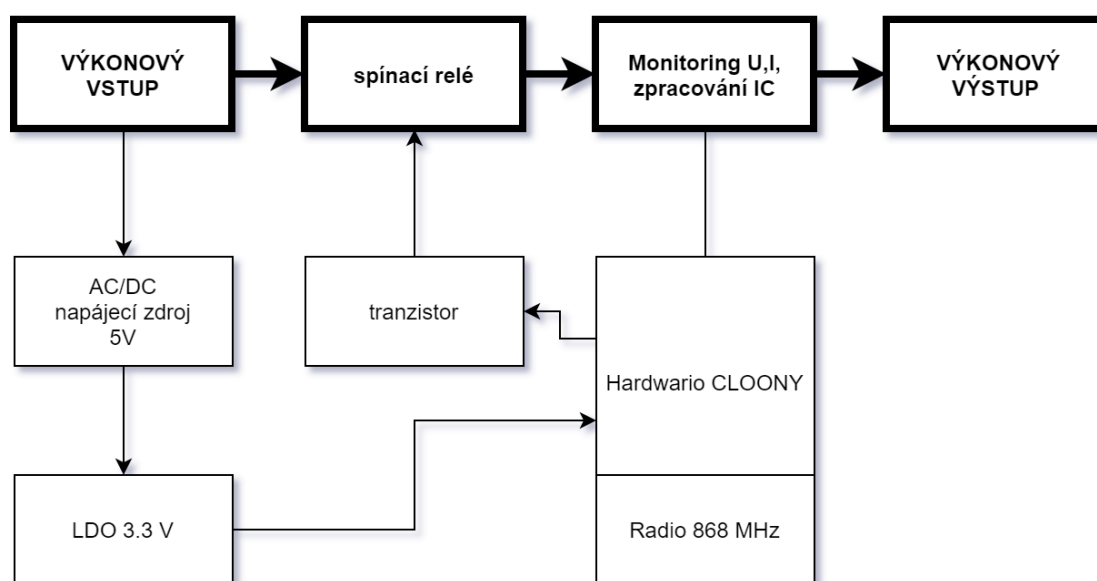 VÝKONOVÝ
VSTUP
spínací relé
Monitoring U,I,
zpracování IC
VÝKONOVÝ
VÝSTUP
AC/DC
napájecí zdroj
5V
tranzistor
Hardwario CLOONY
LDO 3.3 V
Radio 868 MHz